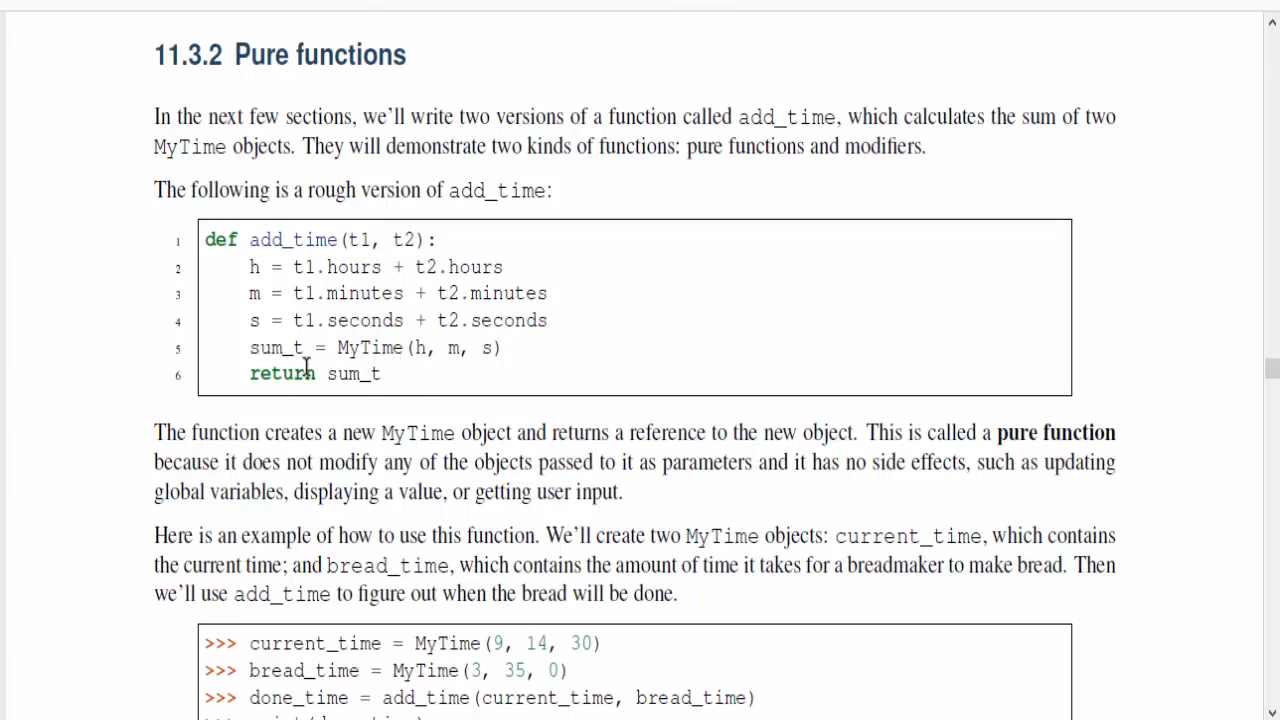 11.3.2 Pure functions
In the next few sections, we'll write two versions of a function called add_time, which calculates the sum of two
MyTime objects. They will demonstrate two kinds of functions: pure functions and modifiers.
The following is a rough version of add_time:
1 def add_time(t1, t2):
2 h = t1.hours + t2.hours
3 m = t1.minutes + t2.minutes
4 s = t1.seconds + t2.seconds
5 sum_t = MyTime(h, m, s)
6 return sum_t
The function creates a new MyTime object and returns a reference to the new object. This is called a pure function
because it does not modify any of the objects passed to it as parameters and it has no side effects, such as updating
global variables, displaying a value, or getting user input.
Here is an example of how to use this function. We'll create two MyTime objects: current_time, which contains
the current time; and bread_time, which contains the amount of time it takes for a breadmaker to make bread. Then
we'll use add_time to figure out when the bread will be done.
>>> current_time = MyTime(9, 14, 30)
>>> bread_time = MyTime(3, 35, 0)
>>> done_time = add_time(current_time, bread_time)